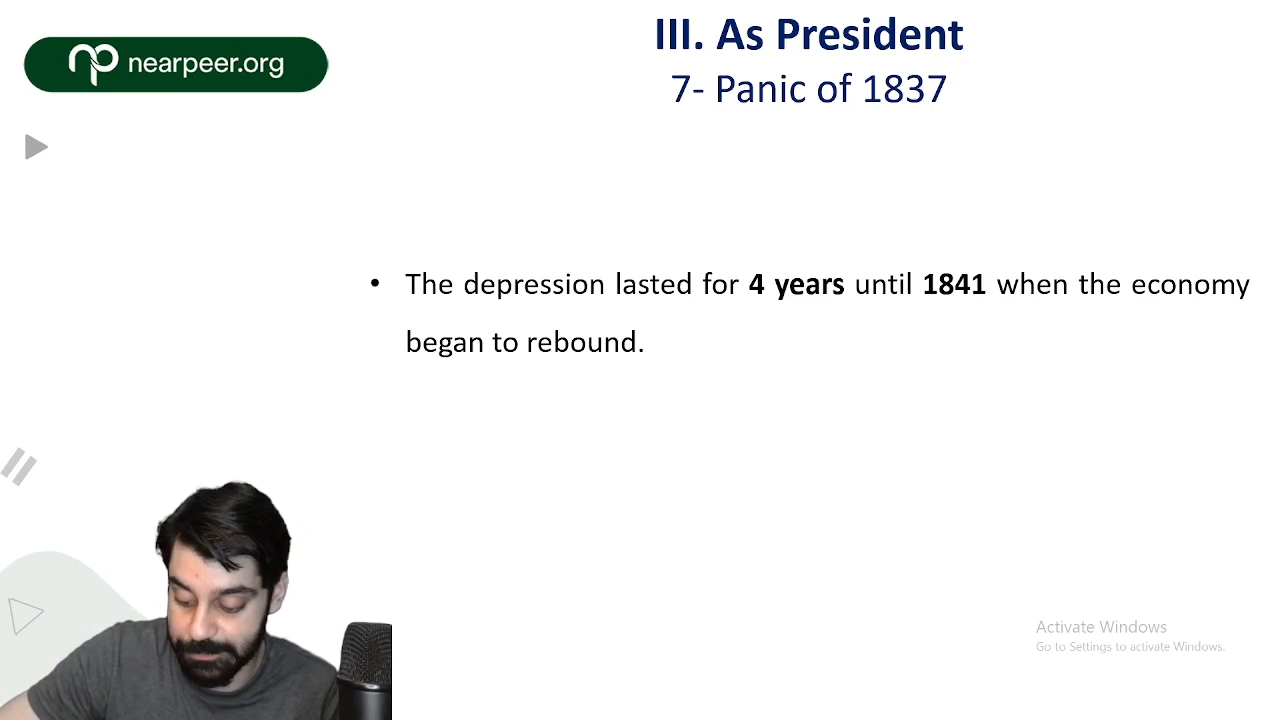 III. As President
nearpeer.org
7- Panic of 1837
• The depression lasted for 4 years until 1841 when the economy
began to rebound.
Activate Windows
Go to Settings to activate Windows.